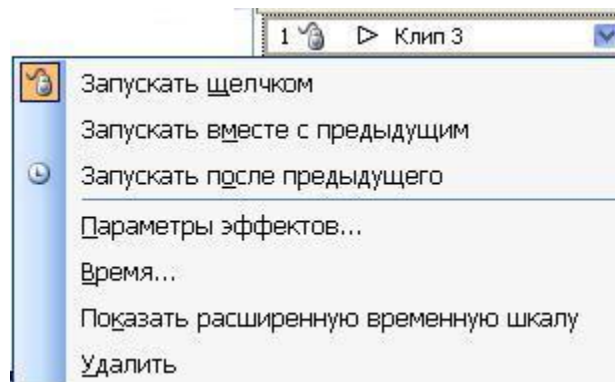 1 Клип 3
Запускать щелчком
Запускать вместе с предыдущим
Запускать после предыдущего
Параметры эффектов...
Время...
Показать расширенную временную шкалу
Удалить